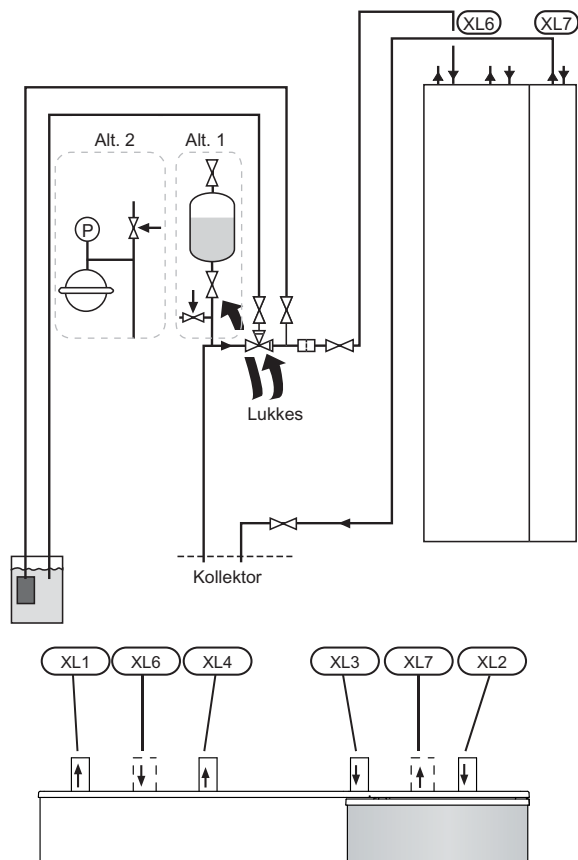 XL6 XL7
Alt. 2 Alt. 1
P
Lukkes
Kollektor
XL1 XL6 XL4 XL3 XL7 XL2